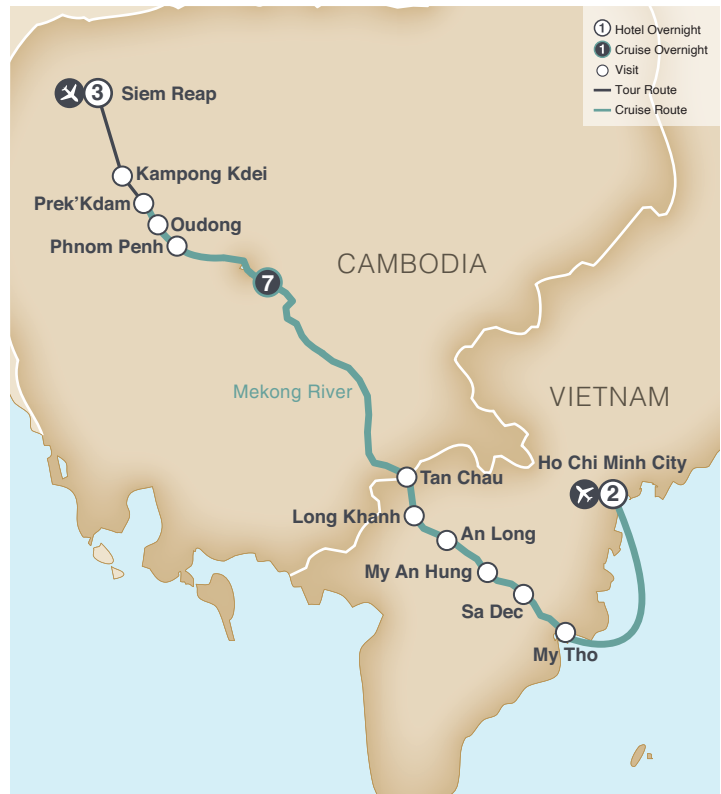 1 Hotel Overnight
1 Cruise Overnight
Visit
Tour Route
Cruise Route
3 Siem Reap
Kampong Kdei
Prek'Kdam
Oudong
Phnom Penh
CAMBODIA
7
Mekong River
VIETNAM
Ho Chi Minh City
2
Tan Chau
Long Khanh
An Long
My An Hung
Sa Dec
My Tho